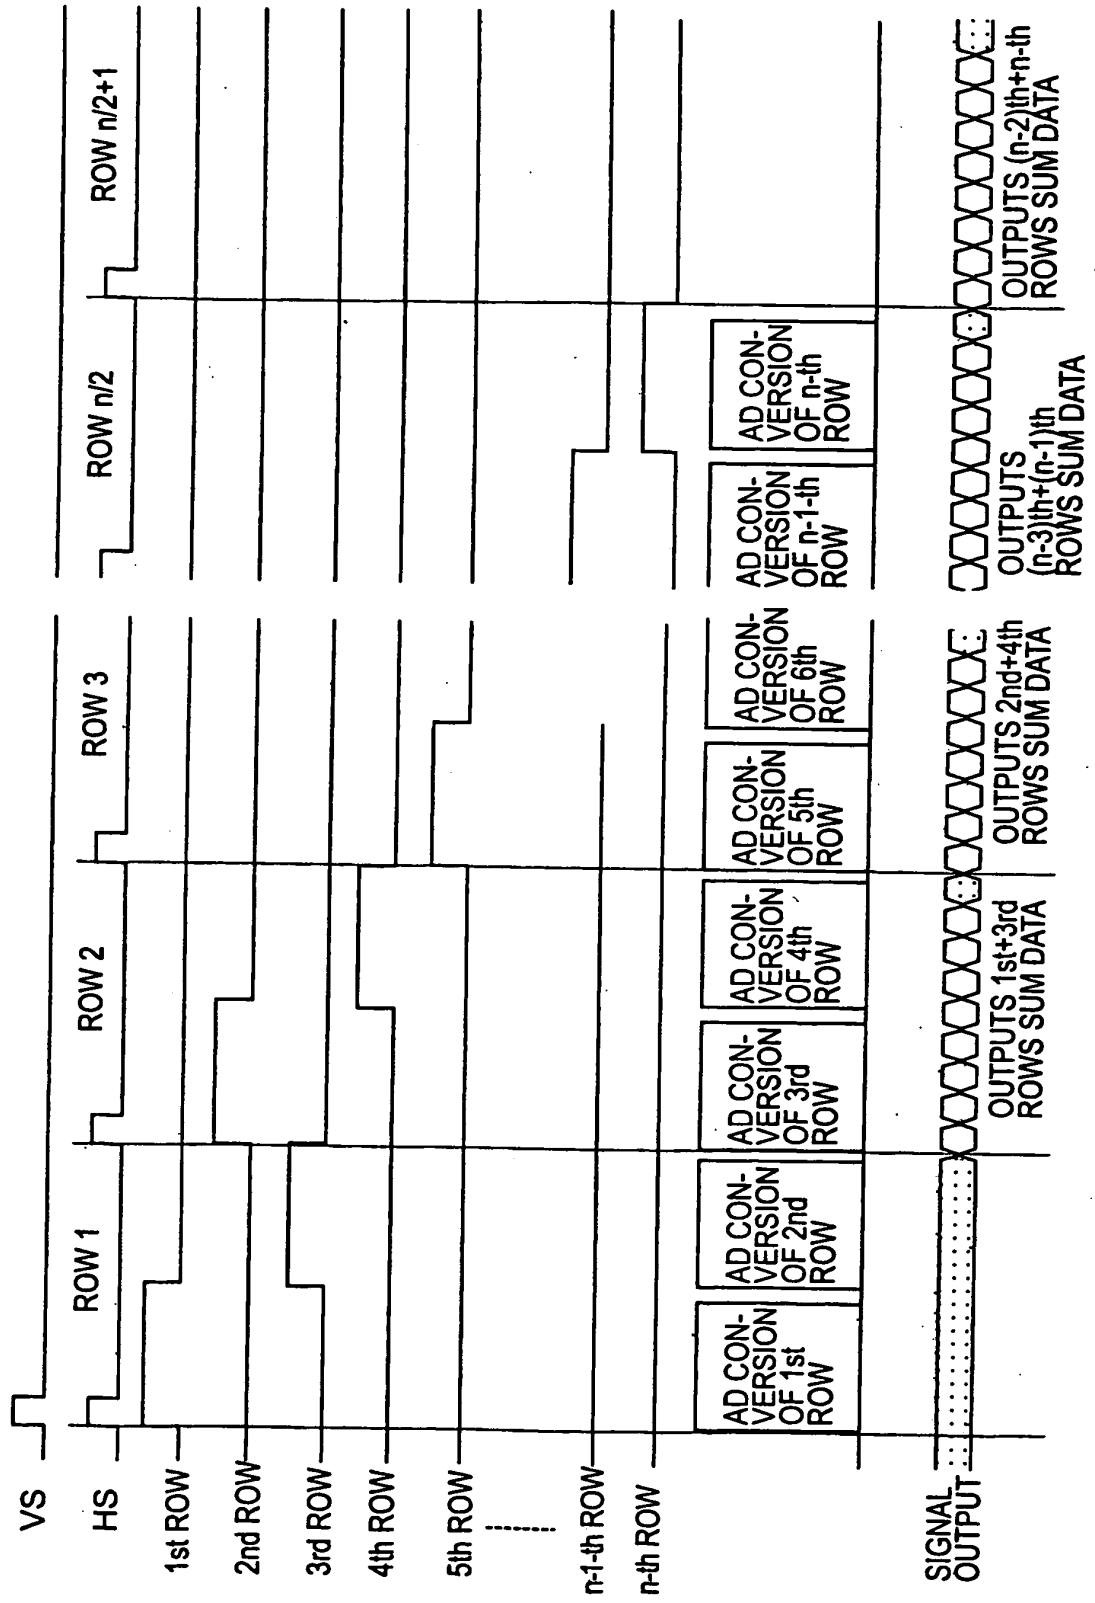 VS
HS
ROW 1
ROW 2
ROW 3
ROW n/2
ROW n/2+1
1st ROW
2nd ROW
3rd ROW
4th ROW
5th ROW
n-1-th ROW
n-th ROW
AD CON-
VERSION
OF 1st
ROW
AD CON-
VERSION
OF 2nd
ROW
AD CON-
VERSION
OF 3rd
ROW
AD CON-
VERSION
OF 4th
ROW
AD CON-
VERSION
OF 5th
ROW
AD CON-
VERSION
OF 6th
ROW
AD CON-
VERSION
OF n-1-th
ROW
AD CON-
VERSION
OF n-th
ROW
SIGNAL
OUTPUT
OUTPUTS 1st+3rd
ROWS SUM DATA
OUTPUTS 2nd+4th
ROWS SUM DATA
OUTPUTS
(n-3)th+(n-1)th
ROWS SUM DATA
OUTPUTS (n-2)th+n-th
ROWS SUM DATA